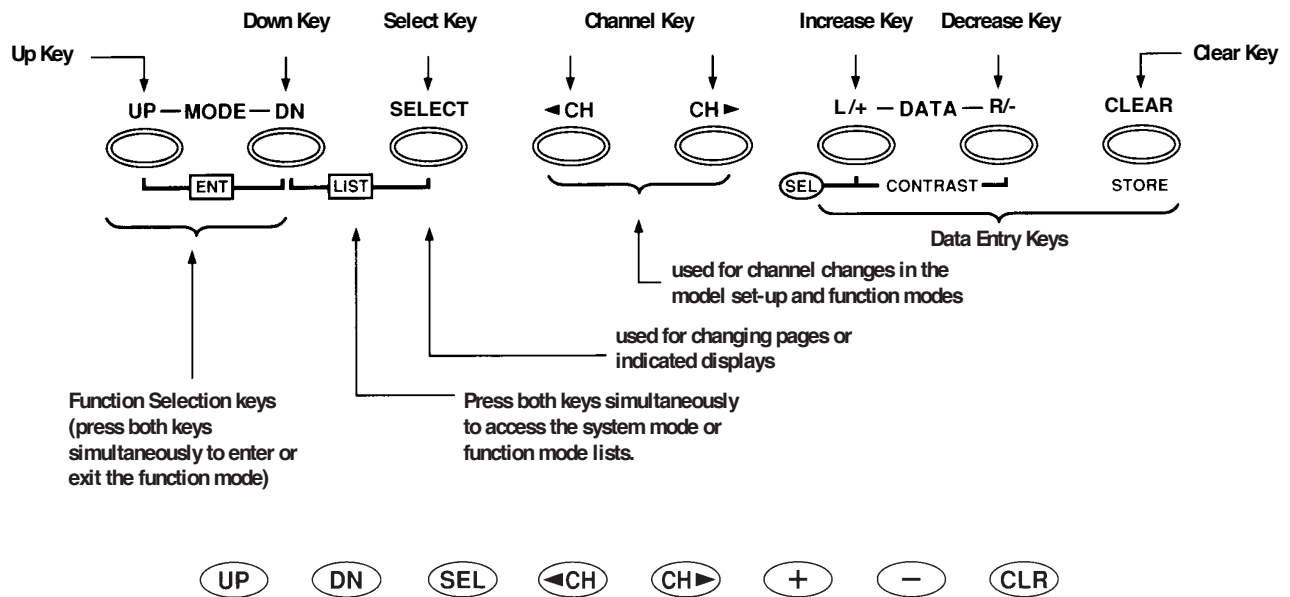 Down Key Select Key Channel Key Increase Key Decrease Key
Up Key Clear Key
UP — MODE — DN SELECT ◄CH CH► L/+ — DATA — R/- CLEAR
ENT LIST SEL CONTRAST STORE
Data Entry Keys
used for channel changes in the
model set-up and function modes
used for changing pages or
indicated displays
Function Selection keys
(press both keys
simultaneously to enter or
exit the function mode)
Press both keys simultaneously
to access the system mode or
function mode lists.
UP DN SEL ◄CH CH► + − CLR